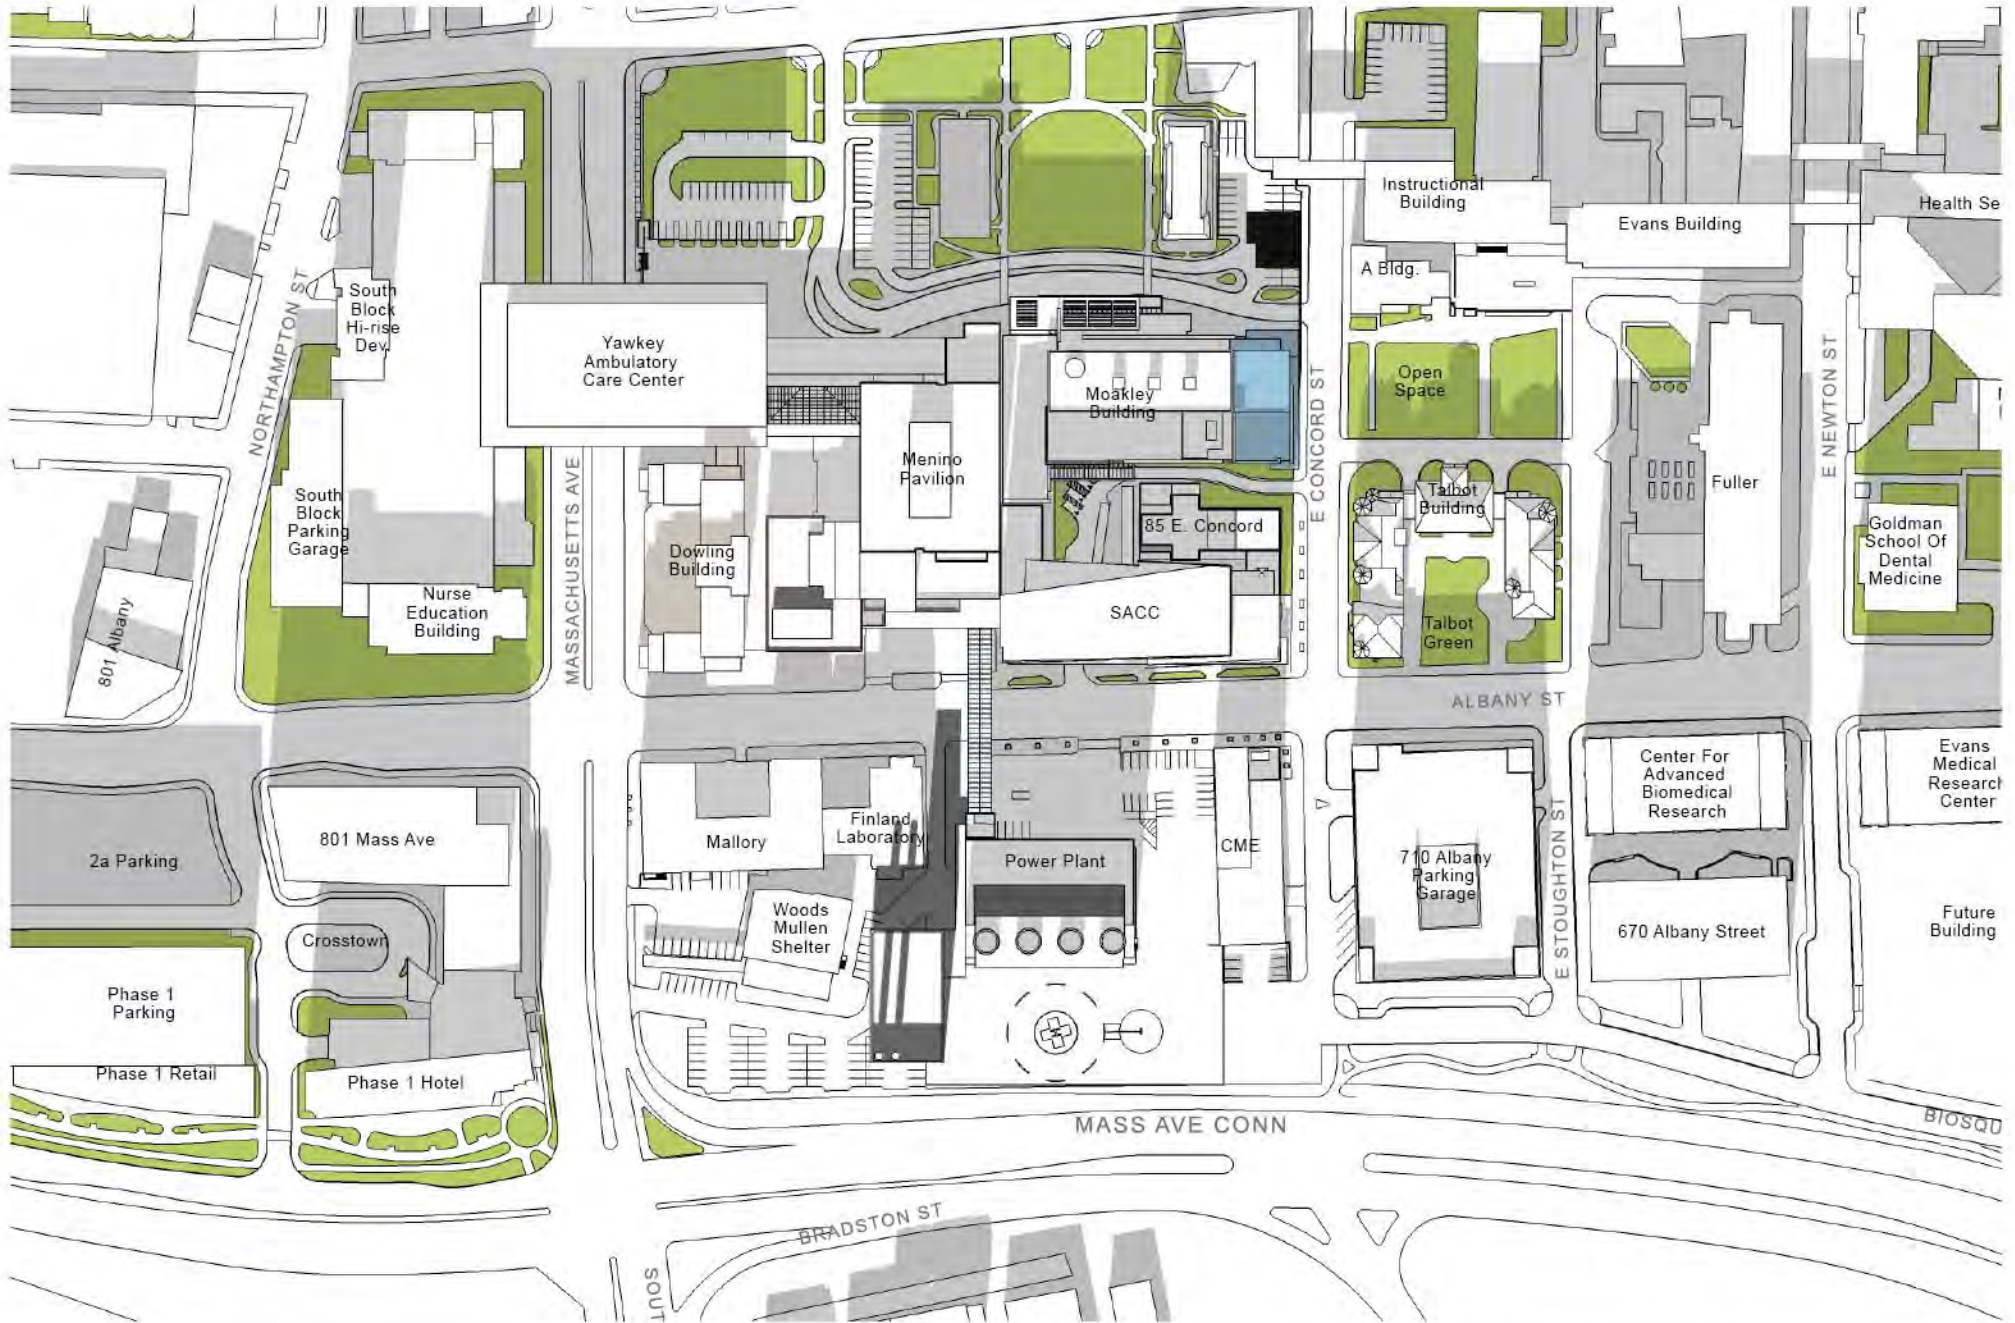 Instructional
Building
Evans Building
Health Se
A Bldg.
South
Block
Hi-rise
Dev.
NORTHAMPTON ST
Yawkey
Ambulatory
Care Center
Moakley
Building
E CONCORD ST
Open
Space
E NEWTON ST
Menino
Pavilion
South
Block
Parking
Garage
MASSACHUSETTS AVE
Dowling
Building
85 E. Concord
Talbot
Building
Fuller
Goldman
School Of
Dental
Medicine
801 Albany
Nurse
Education
Building
SACC
Talbot
Green
ALBANY ST
2a Parking
801 Mass Ave
Mallory
Finland
Laboratory
Power Plant
CME
710 Albany
Parking
Garage
E STOUGHTON ST
Center For
Advanced
Biomedical
Research
Evans
Medical
Research
Center
Crosstown
Woods
Mullen
Shelter
670 Albany Street
Future
Building
Phase 1
Parking
Phase 1 Retail
Phase 1 Hotel
MASS AVE CONN
BIOSQU
BRADSTON ST
SOUT